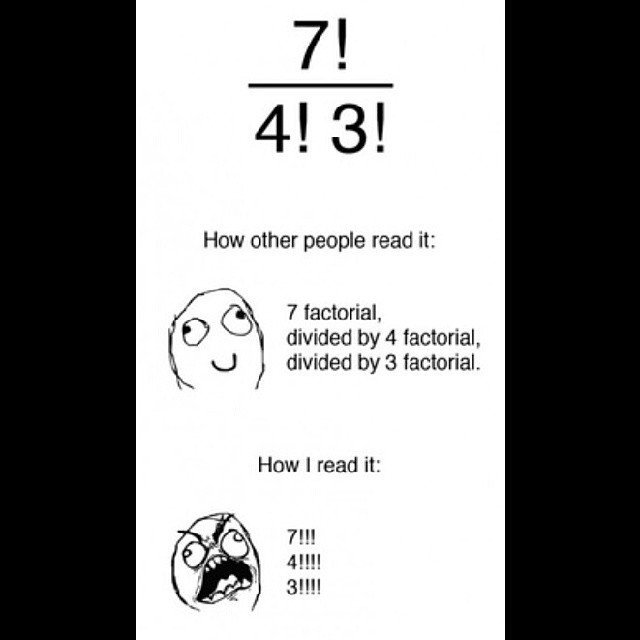 7!
4! 3!
How other people read it:
7 factorial,
divided by 4 factorial,
divided by 3 factorial.
How I read it:
7!!!
4!!!!
3!!!!